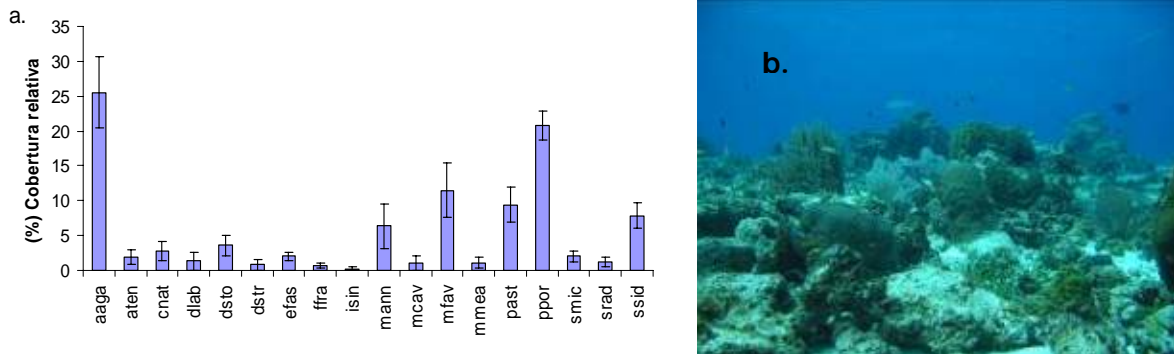 a.
(%) Cobertura relativa
35
30
25
20
15
10
5
0
aaga
aten
cnat
dlab
dsto
dstr
efas
ffra
isin
mann
mcav
mfav
mmea
past
ppor
smic
srad
ssid
b.